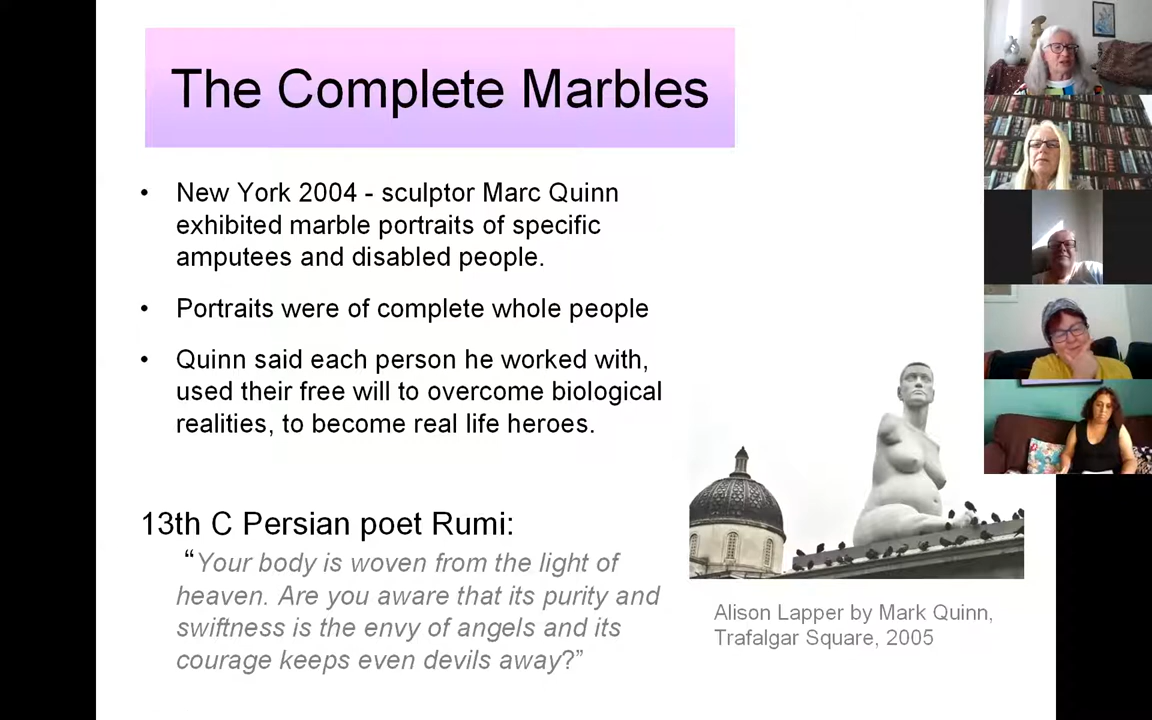 The Complete Marbles
• New York 2004 - sculptor Marc Quinn
exhibited marble portraits of specific
amputees and disabled people.
• Portraits were of complete whole people
• Quinn said each person he worked with,
used their free will to overcome biological
realities, to become real life heroes.
13th C Persian poet Rumi:
“Your body is woven from the light of
heaven. Are you aware that its purity and
swiftness is the envy of angels and its
courage keeps even devils away?”
Alison Lapper by Mark Quinn,
Trafalgar Square, 2005